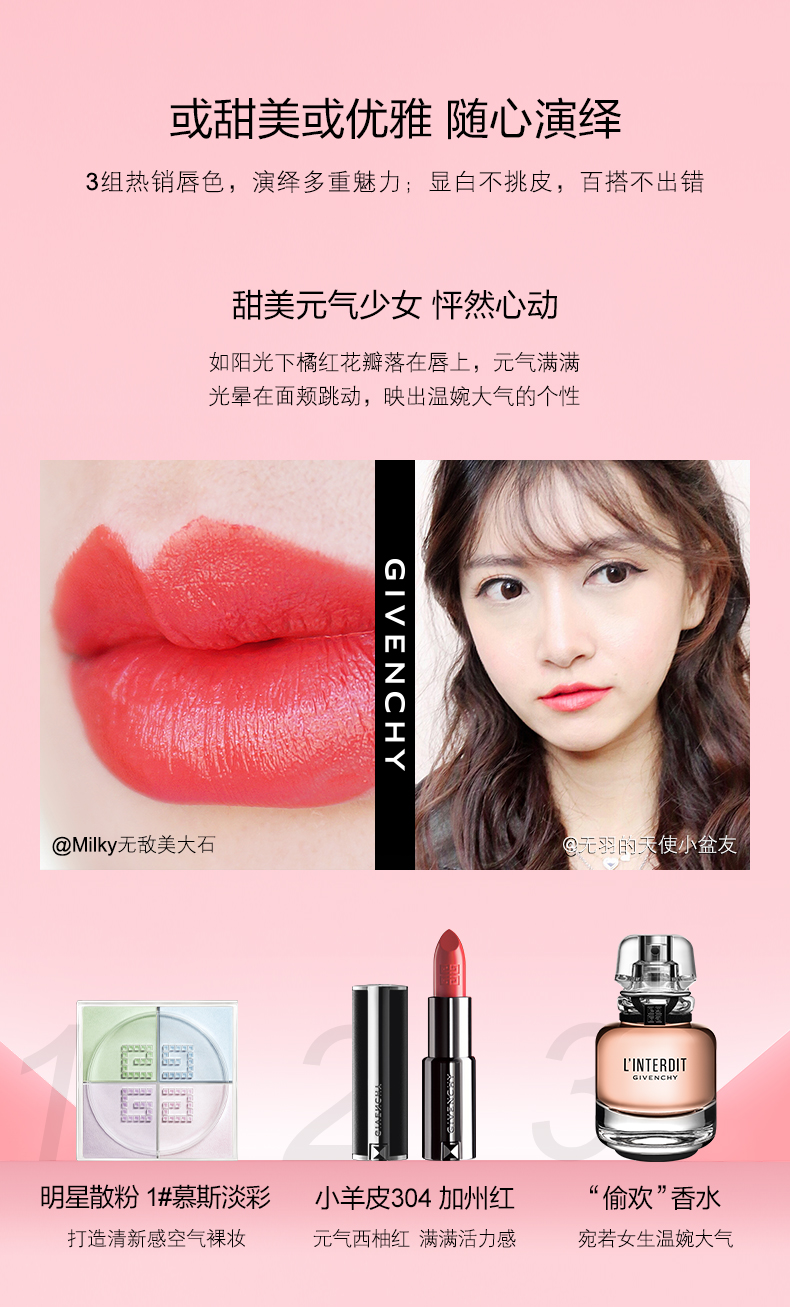 或甜美或优雅 随心演绎
3组热销唇色，演绎多重魅力；显白不挑皮，百搭不出错
甜美元气少女 怦然心动
如阳光下橘红花瓣落在唇上，元气满满
光晕在面颊跳动，映出温婉大气的个性
GIVENCHY
@Milky无敌美大石
@无羽的天使小盆友
1
2
3
GIVENCHY
GIVENCHY
L'INTERDIT
GIVENCHY
明星散粉 1#慕斯淡彩
小羊皮304 加州红
“偷欢”香水
打造清新感空气裸妆
元气西柚红 满满活力感
宛若女生温婉大气